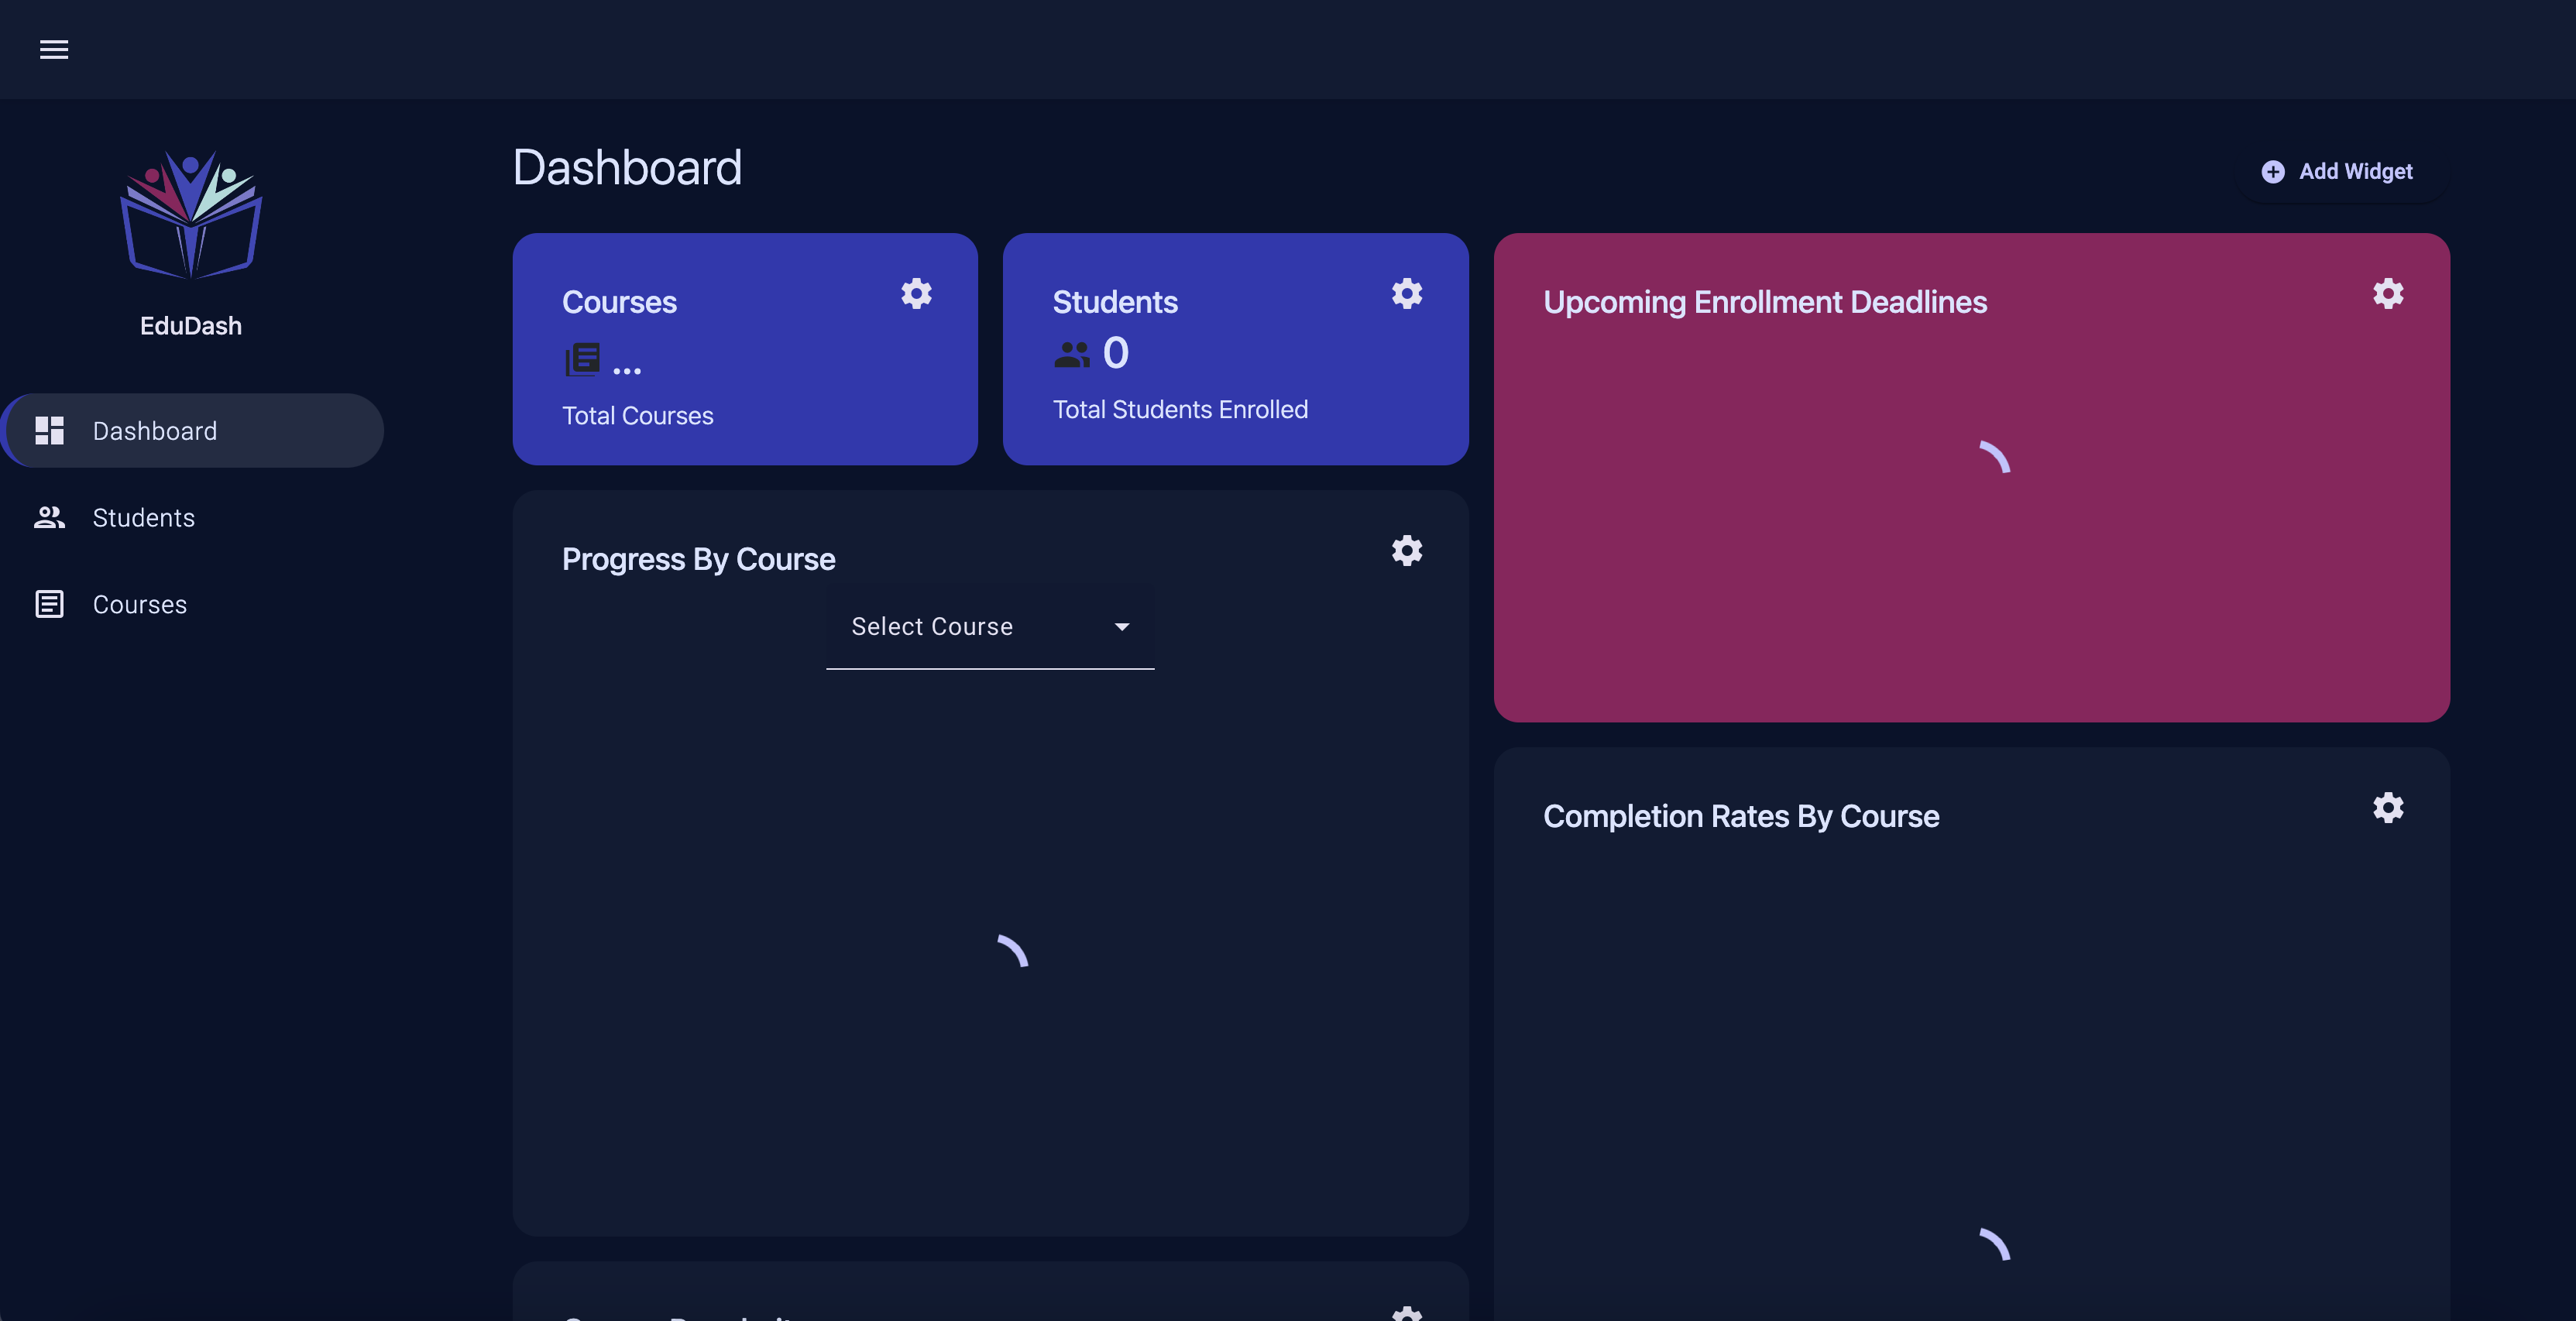 EduDash
Dashboard
Students
Courses
Dashboard
Add Widget
Courses
...
Total Courses
Students
0
Total Students Enrolled
Upcoming Enrollment Deadlines
Progress By Course
Select Course
Completion Rates By Course